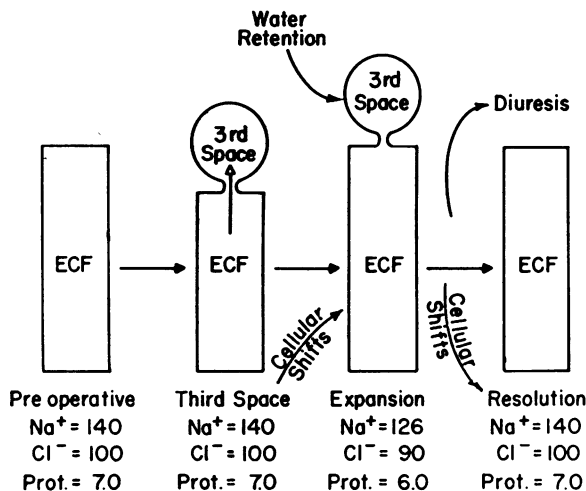 Water
Retention
3rd
Space
3rd
Space
Diuresis
ECF
ECF
ECF
ECF
Cellular
Shifts
Cellular
Shifts
Pre operative
Na⁺ = 140
Cl⁻ = 100
Prot. = 7.0
Third Space
Na⁺ = 140
Cl⁻ = 100
Prot. = 7.0
Expansion
Na⁺ = 126
Cl⁻ = 90
Prot. = 6.0
Resolution
Na⁺ = 140
Cl⁻ = 100
Prot. = 7.0